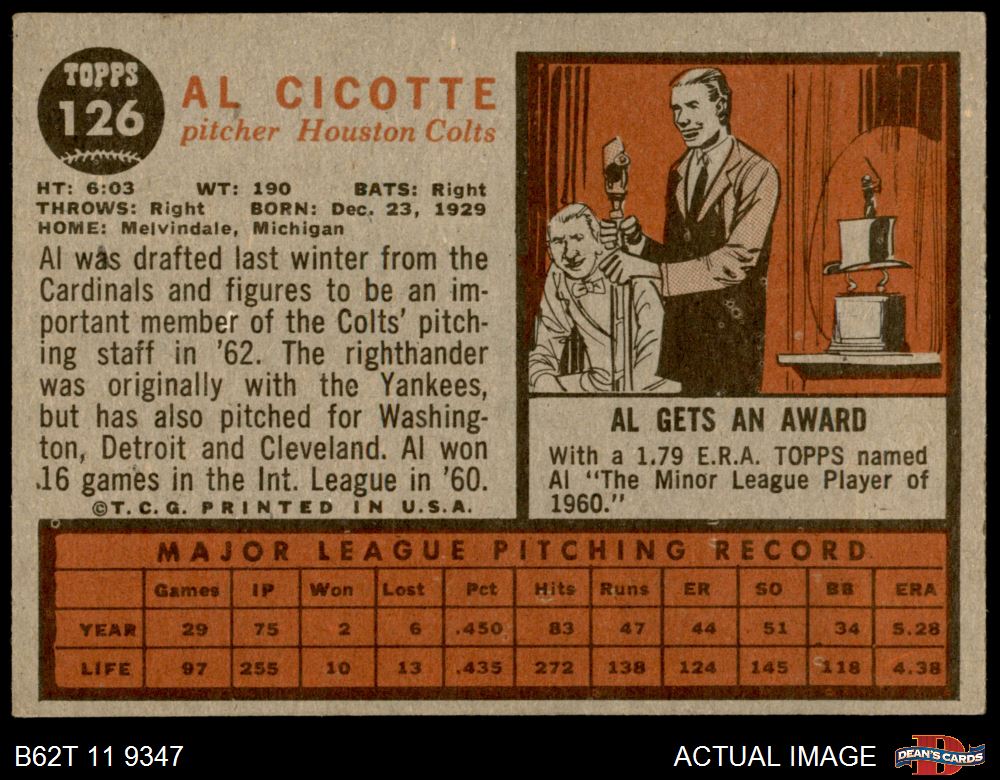 TOPPS
126
AL CICOTTE
pitcher Houston Colts
HT: 6:03 WT: 190 BATS: Right
THROWS: Right BORN: Dec. 23, 1929
HOME: Melvindale, Michigan
Al was drafted last winter from the
Cardinals and figures to be an im-
portant member of the Colts' pitch-
ing staff in '62. The righthander
was originally with the Yankees,
but has also pitched for Washing-
ton, Detroit and Cleveland. Al won
16 games in the Int. League in '60.
©T. C. G. PRINTED IN U.S.A.
AL GETS AN AWARD
With a 1.79 E.R.A. TOPPS named
Al "The Minor League Player of
1960."
MAJOR LEAGUE PITCHING RECORD
Games IP Won Lost Pct Hits Runs ER SO BB ERA
YEAR 29 75 2 6 .450 83 47 44 51 34 5.28
LIFE 97 255 10 13 .435 272 138 124 145 118 4.38
B62T 11 9347
ACTUAL IMAGE
DEAN'S CARDS